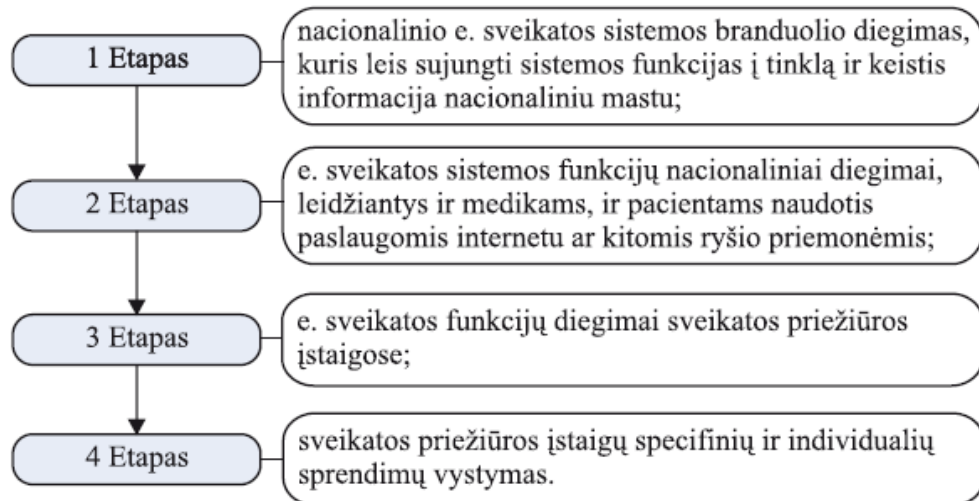 1 Etapas
nacionalinio e. sveikatos sistemos branduolio diegimas,
kuris leis sujungti sistemos funkcijas į tinklą ir keistis
informacija nacionaliniu mastu;
2 Etapas
e. sveikatos sistemos funkcijų nacionaliniai diegimai,
leidžiantys ir medikams, ir pacientams naudotis
paslaugomis internetu ar kitomis ryšio priemonėmis;
3 Etapas
e. sveikatos funkcijų diegimai sveikatos priežiūros
įstaigose;
4 Etapas
sveikatos priežiūros įstaigų specifinių ir individualių
sprendimų vystymas.